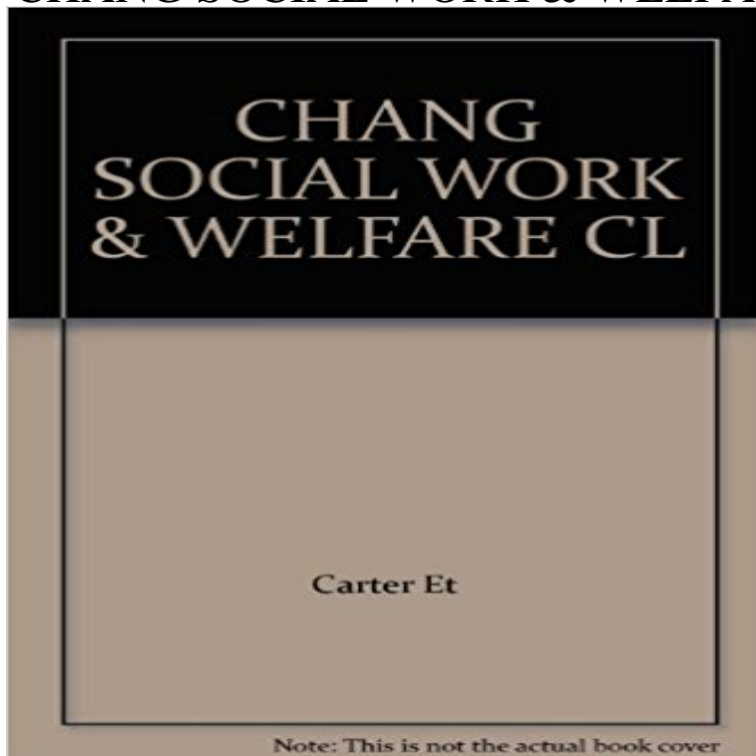 CHANG
SOCIAL WORK
& WELFARE CL
Carter Et
Note: This is not the actual book cover